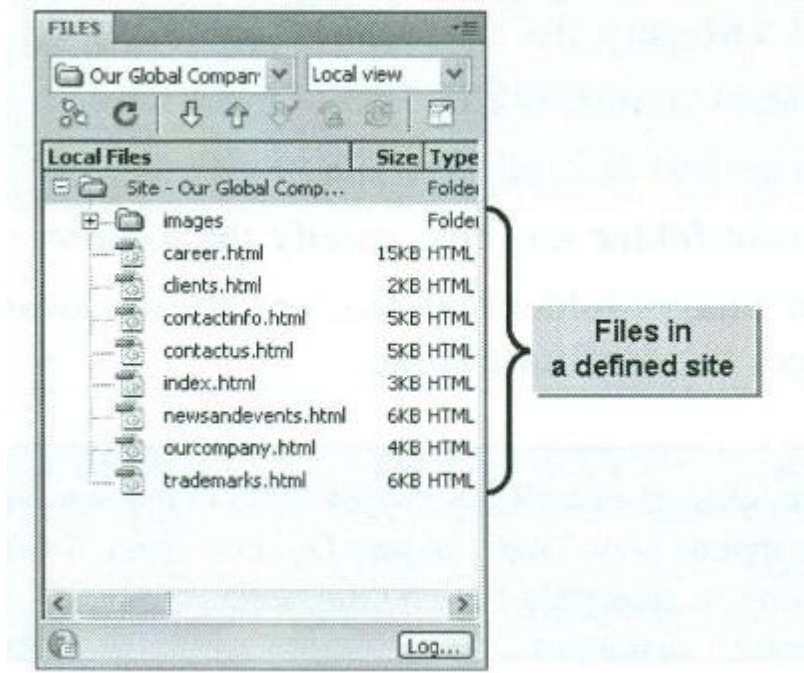 FILES
Our Global Compan Local view
Local Files Size Type
Site - Our Global Comp... Folder
images Folder
career.html 15KB HTML
clients.html 2KB HTML
contactinfo.html 5KB HTML
contactus.html 5KB HTML
index.html 3KB HTML
newsandevents.html 6KB HTML
ourcompany.html 4KB HTML
trademarks.html 6KB HTML
Files in
a defined site
Log...